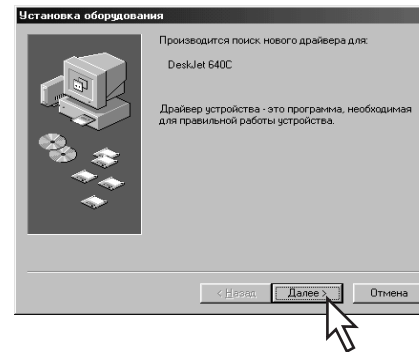 Установка оборудования
Производится поиск нового драйвера для:
DeskJet 640C
Драйвер устройства - это программа, необходимая
для правильной работы устройства.
< Назад Далее > Отмена